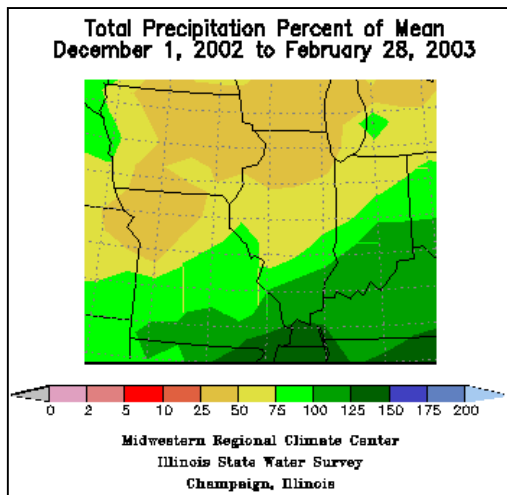 Total Precipitation Percent of Mean
December 1, 2002 to February 28, 2003
0 2 5 10 25 50 75 100 125 150 175 200
Midwestern Regional Climate Center
Illinois State Water Survey
Champaign, Illinois